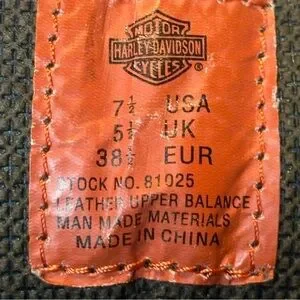 MOTOR
HARLEY-DAVIDSON
CYCLES
7½ USA
5½ UK
38½ EUR
STOCK NO. 81025
LEATHER UPPER BALANCE
MAN MADE MATERIALS
MADE IN CHINA